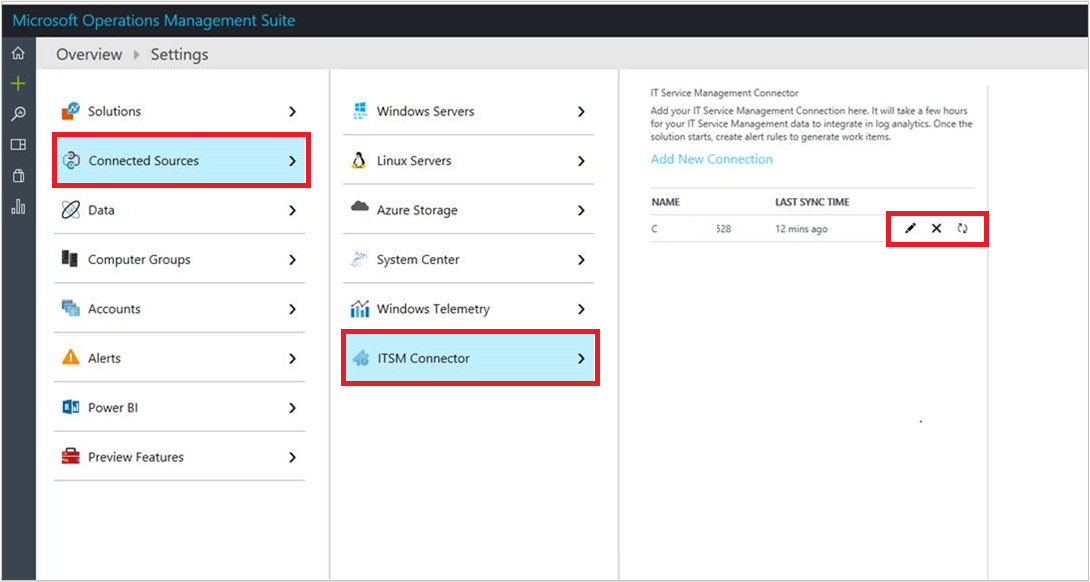 Microsoft Operations Management Suite
Overview Settings
Solutions
Connected Sources
Data
Computer Groups
Accounts
Alerts
Power BI
Preview Features
Windows Servers
Linux Servers
Azure Storage
System Center
Windows Telemetry
ITSM Connector
IT Service Management Connector
Add your IT Service Management Connection here. It will take a few hours
for your IT Service Management data to integrate in log analytics. Once the
solution starts, create alert rules to generate work items.
Add New Connection
NAME LAST SYNC TIME
C 528 12 mins ago